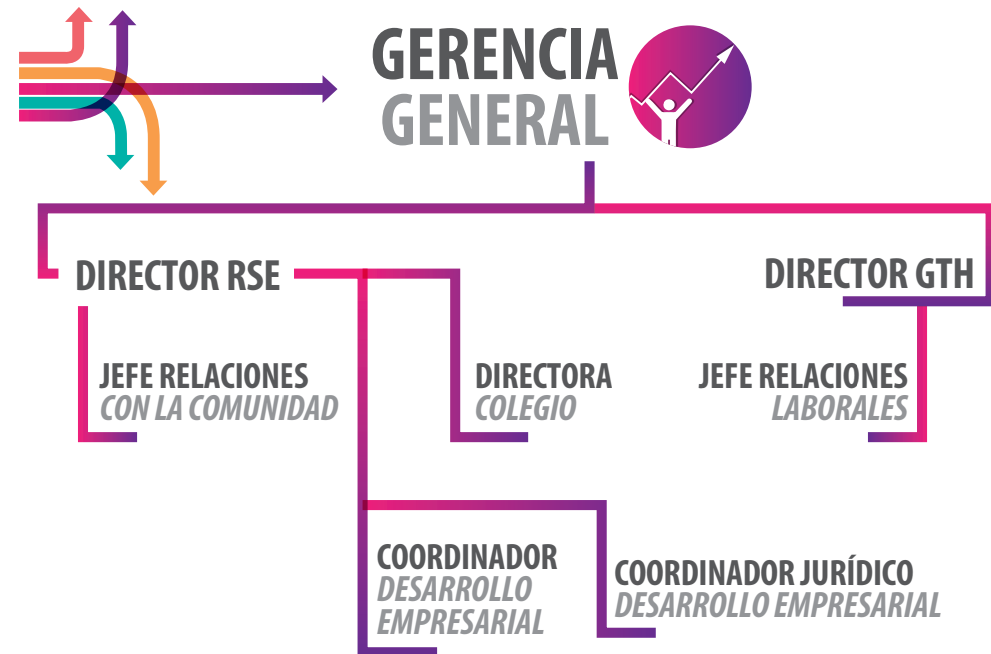 GERENCIA
GENERAL
DIRECTOR RSE
DIRECTOR GTH
JEFE RELACIONES
CON LA COMUNIDAD
DIRECTORA
COLEGIO
JEFE RELACIONES
LABORALES
COORDINADOR
DESARROLLO
EMPRESARIAL
COORDINADOR JURÍDICO
DESARROLLO EMPRESARIAL